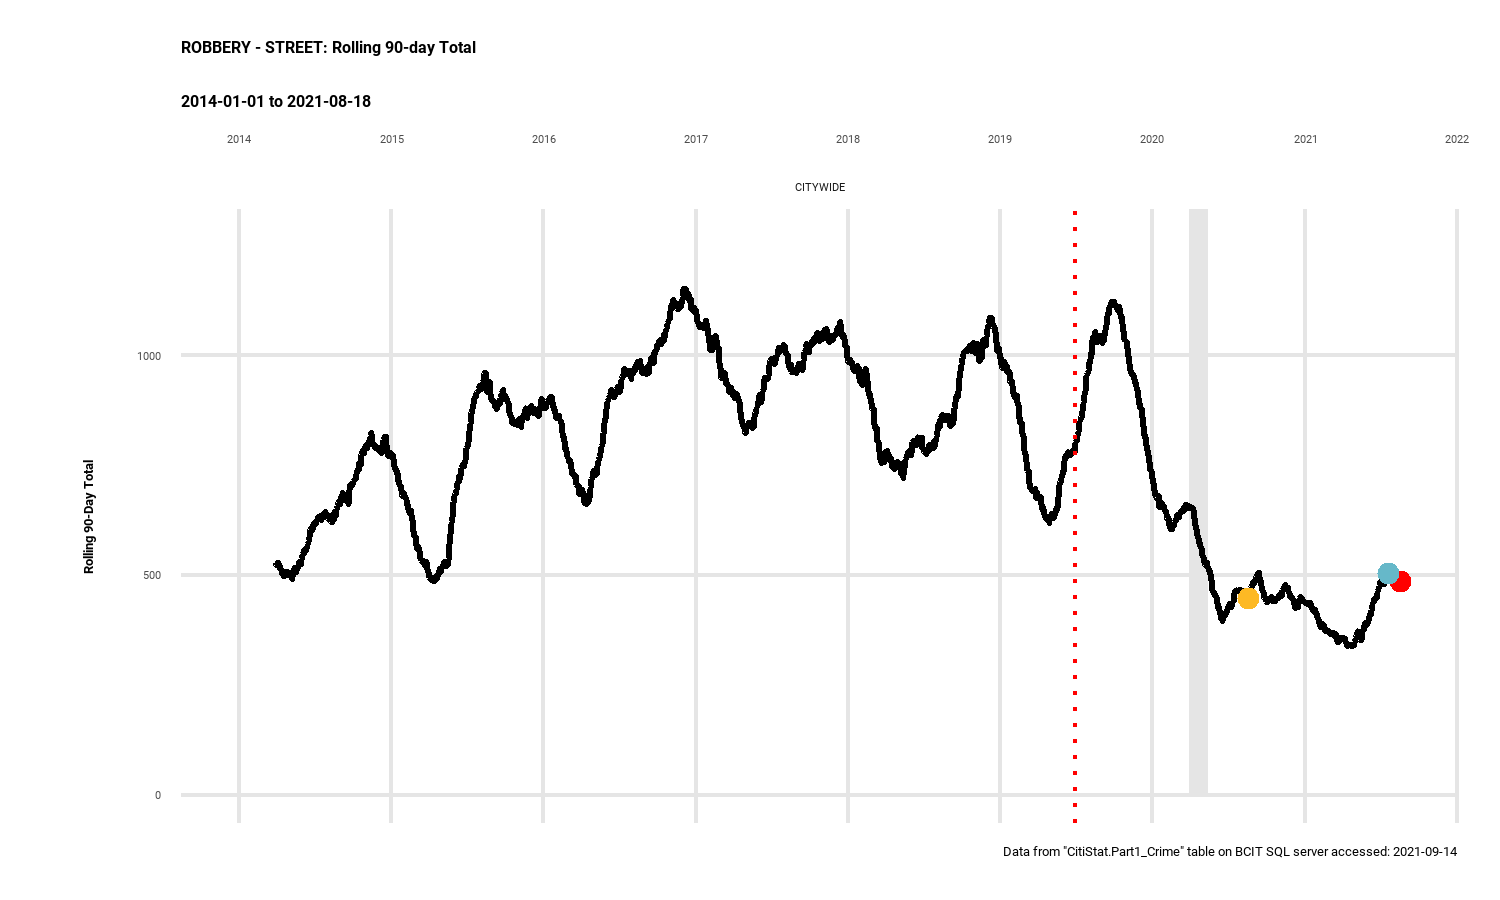 ROBBERY - STREET: Rolling 90-day Total
2014-01-01 to 2021-08-18
2014 2015 2016 2017 2018 2019 2020 2021 2022
CITYWIDE
1000
500
0
Rolling 90-Day Total
Data from "CitiStat.Part1_Crime" table on BCIT SQL server accessed: 2021-09-14